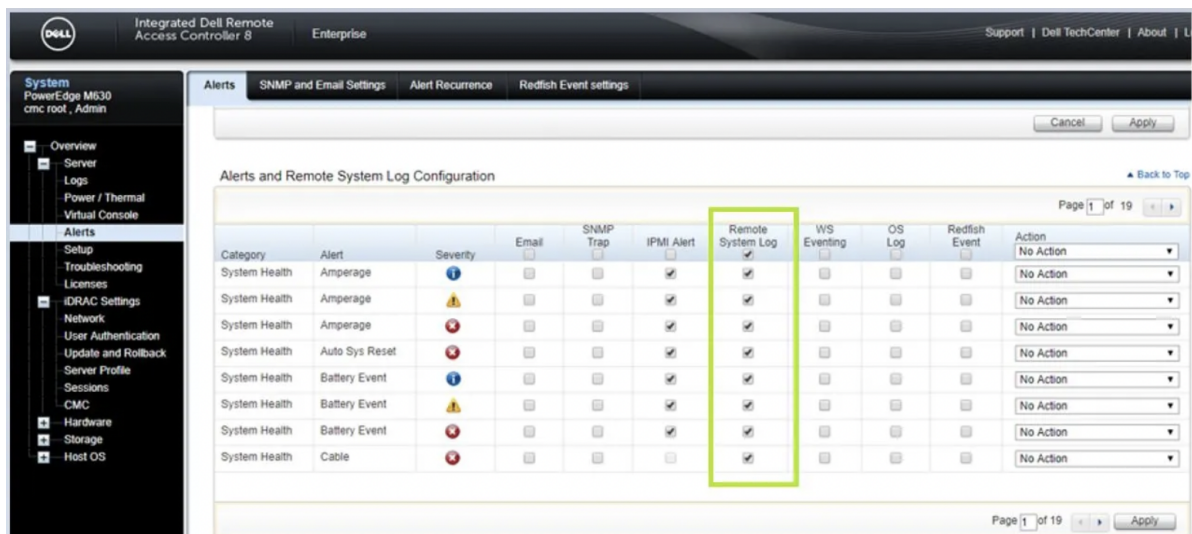 DELL
Integrated Dell Remote
Access Controller 8
Enterprise
Support | Dell TechCenter | About |
System
PowerEdge M630
cmc root , Admin
Overview
Server
Logs
Power / Thermal
Virtual Console
Alerts
Setup
Troubleshooting
Licenses
iDRAC Settings
Network
User Authentication
Update and Rollback
Server Profile
Sessions
CMC
Hardware
Storage
Host OS
Alerts SNMP and Email Settings Alert Recurrence Redfish Event settings
Cancel Apply
Alerts and Remote System Log Configuration
Back to Top
Page 1 of 19
Category Alert Severity Email SNMP Trap IPMI Alert Remote System Log WS Eventing OS Log Redfish Event Action
No Action
System Health Amperage No Action
System Health Amperage No Action
System Health Amperage No Action
System Health Auto Sys Reset No Action
System Health Battery Event No Action
System Health Battery Event No Action
System Health Battery Event No Action
System Health Cable No Action
Page 1 of 19 Apply